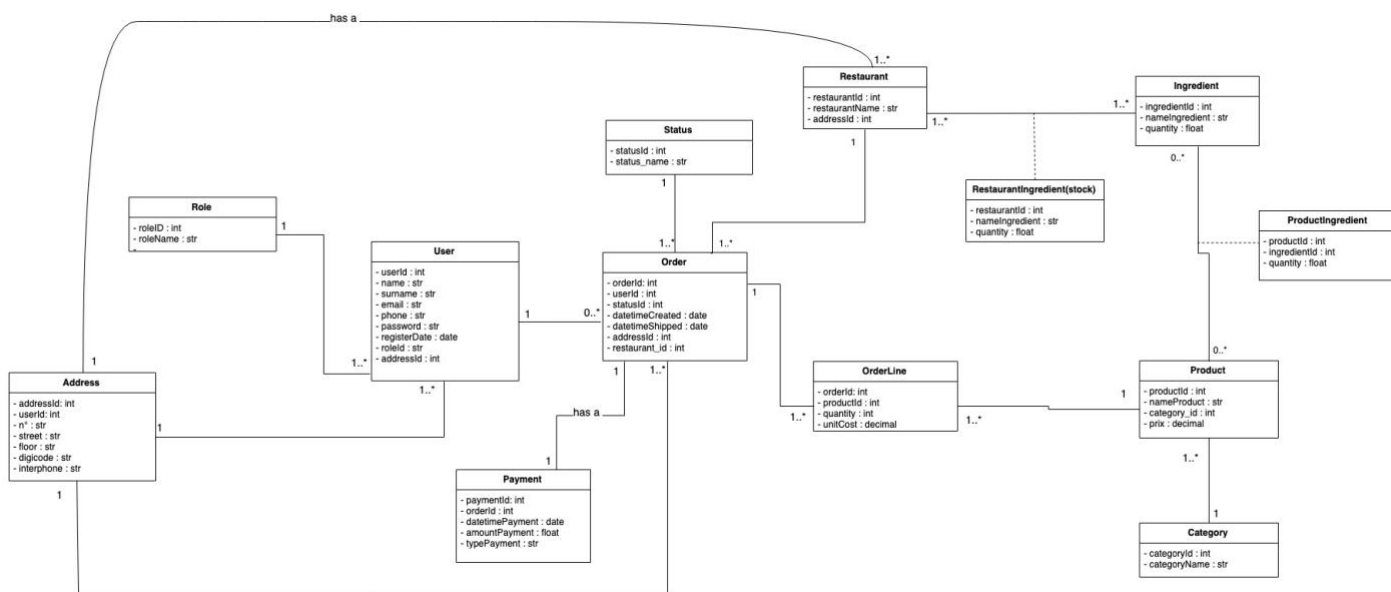 has a
1..*
Restaurant
- restaurantId : int
- restaurantName : str
- addressId : int
1..*
1
1..*
Ingredient
- ingredientId : int
- nameIngredient : str
- quantity : float
0..*
Status
- statusId : int
- status_name : str
1
RestaurantIngredient(stock)
- restaurantId : int
- nameIngredient : str
- quantity : float
ProductIngredient
- productId : int
- ingredientId : int
- quantity : float
Role
- roleID : int
- roleName : str
-
1
User
- userId : int
- name : str
- surname : str
- email : str
- phone : str
- password : str
- registerDate : date
- roleId : str
- addressId : int
1..*
1..*
1
0..*
1..*
1..*
Order
- orderId: int
- userId : int
- statusId : int
- datetimeCreated : date
- datetimeShipped : date
- addressId : int
- restaurant_id : int
1
1
1..*
1
Address
- addressId: int
- userId: int
- n° : str
- street : str
- floor : str
- digicode : str
- interphone : str
1
1
has a
1
Payment
- paymentId: int
- orderId : int
- datetimePayment : date
- amountPayment : float
- typePayment : str
OrderLine
- orderId: int
- productId : int
- quantity : int
- unitCost : decimal
1..*
1..*
0..*
1
Product
- productId : int
- nameProduct : str
- category_id : int
- prix : decimal
1..*
1
Category
- categoryId : int
- categoryName : str